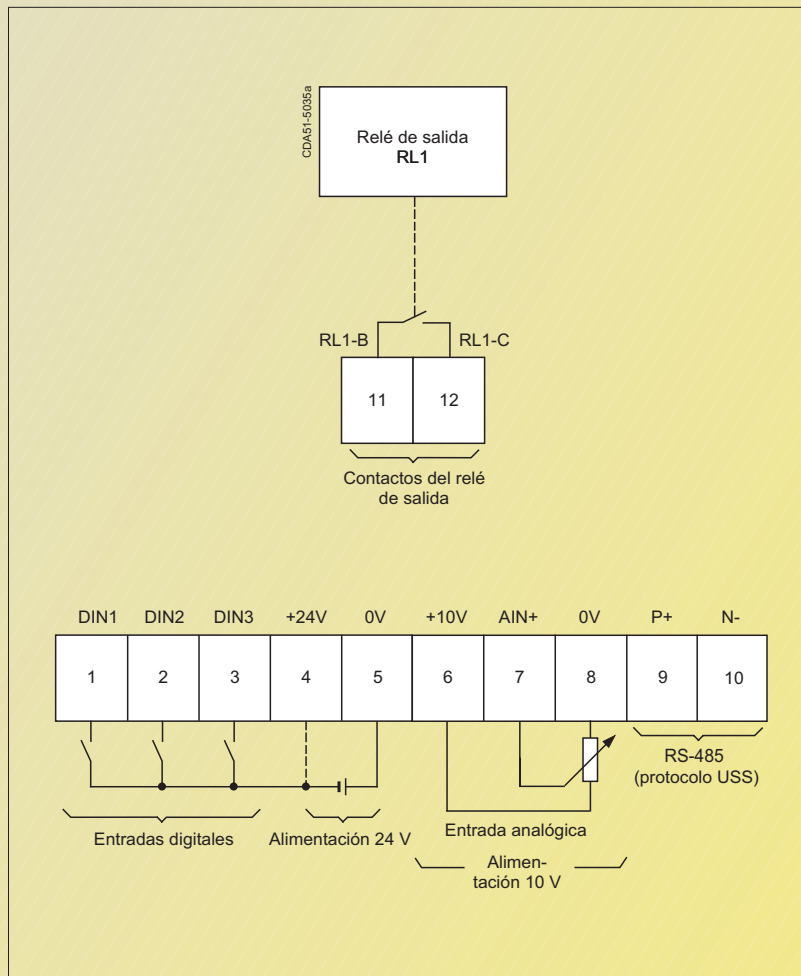 CDA51-5035a
Relé de salida
RL1
RL1-B RL1-C
11 12
Contactos del relé
de salida
DIN1 DIN2 DIN3 +24V 0V +10V AIN+ 0V P+ N-
1 2 3 4 5 6 7 8 9 10
RS-485
(protocolo USS)
Entradas digitales Alimentación 24 V Entrada analógica
Alimen-
tación 10 V